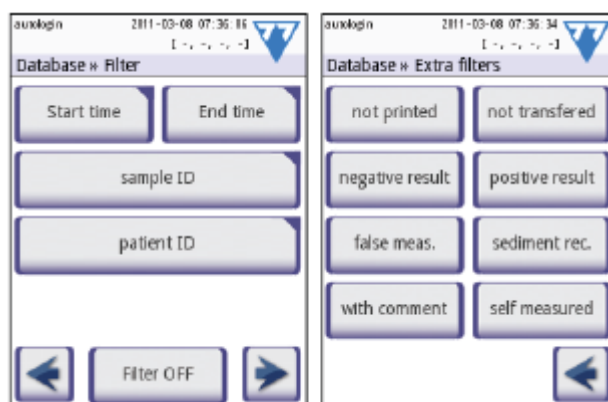 autologin 2011-03-08 07:36:16
[ -, -, -, -]
Database » Filter
Start time End time
sample ID
patient ID
Filter OFF
autologin 2011-03-08 07:36:34
[ -, -, -, -]
Database » Extra filters
not printed not transfered
negative result positive result
false meas. sediment rec.
with comment self measured